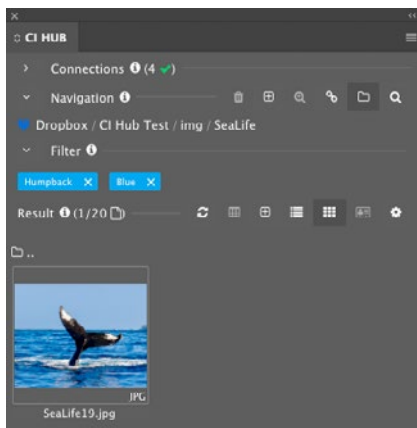 CI HUB
Connections (4 ✓)
Navigation
Dropbox / CI Hub Test / img / SeaLife
Filter
Humpback X Blue X
Result (1/20)
..
JPG
SeaLife19.jpg